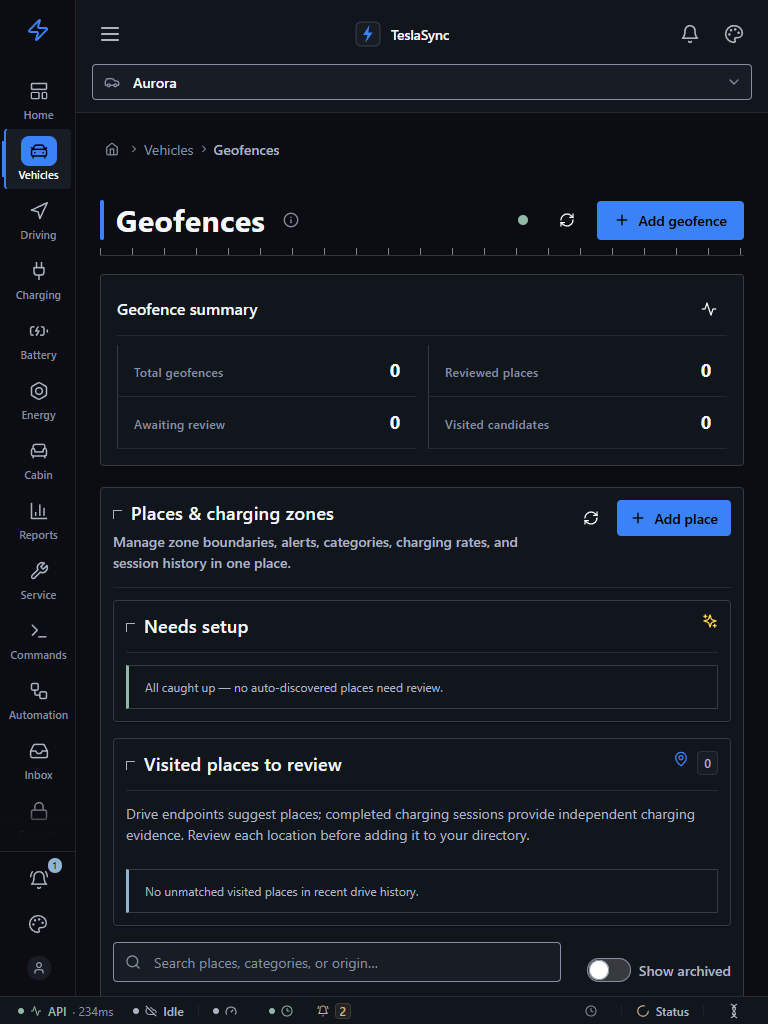 TeslaSync
Aurora
Home
Vehicles
Driving
Charging
Battery
Energy
Cabin
Reports
Service
Commands
Automation
Inbox
1
Vehicles > Geofences
Geofences
Add geofence
Geofence summary
Total geofences 0
Reviewed places 0
Awaiting review 0
Visited candidates 0
Places & charging zones
Add place
Manage zone boundaries, alerts, categories, charging rates, and
session history in one place.
Needs setup
All caught up — no auto-discovered places need review.
Visited places to review
0
Drive endpoints suggest places; completed charging sessions provide independent charging
evidence. Review each location before adding it to your directory.
No unmatched visited places in recent drive history.
Search places, categories, or origin...
Show archived
API · 234ms
Idle
2
Status